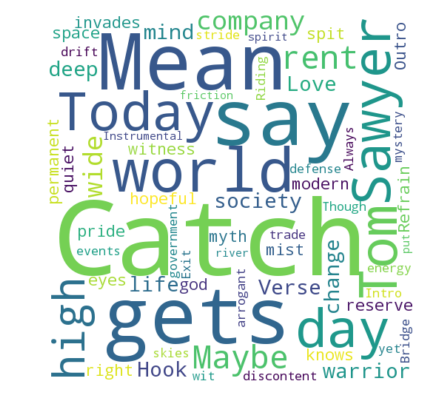 invades
space
drift
deep
mind
company
stride
spirit
spit
rent
Love
Outro
Mean
Riding
friction
Today
say
Instrumental
witness
defense
modern
Always
mystery
permanent
quiet
wide
world
Tom
Sawyer
hopeful
society
Though
put
Refrain
pride
events
government
Exit
myth
river
trade
mist
change
energy
Catch
eyes
life
god
arrogant
Verse
Intro
reserve
high
gets
day
knows
yet
Bridge
warrior
skies
right
Hook
wit
Maybe
discontent